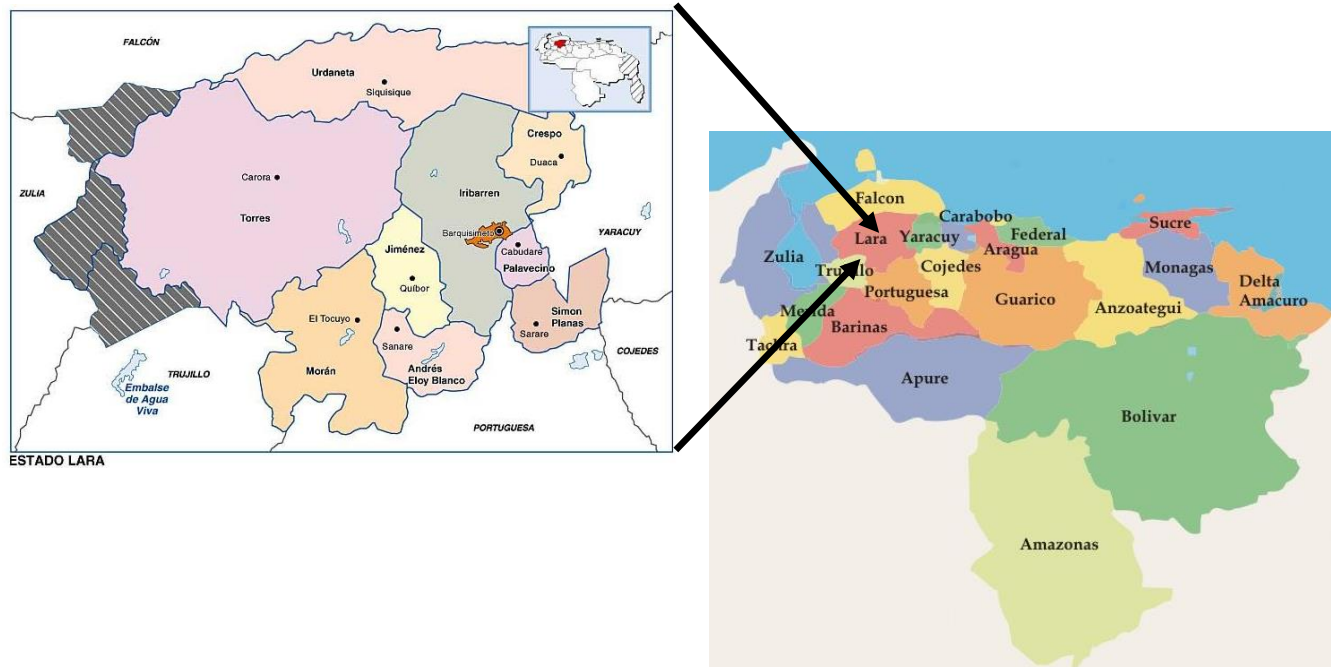 FALCÓN
Urdaneta
Siquisique
Crespo
Duaca
ZULIA
Carora
Torres
Iribarren
Barquisimeto
YARACUY
Cabudare
Palavecino
Jiménez
Quíbor
Simon
Planas
Sarare
El Tocuyo
Sanare
Morán
Andrés
Eloy Blanco
COJEDES
TRUJILLO
Embalse
de Agua
Viva
PORTUGUESA
ESTADO LARA
Falcon
Lara
Yaracuy
Carabobo
Aragua
Federal
Sucre
Zulia
Trujillo
Cojedes
Portuguesa
Guarico
Anzoategui
Monagas
Delta
Amacuro
Merida
Barinas
Tachra
Apure
Bolivar
Amazonas